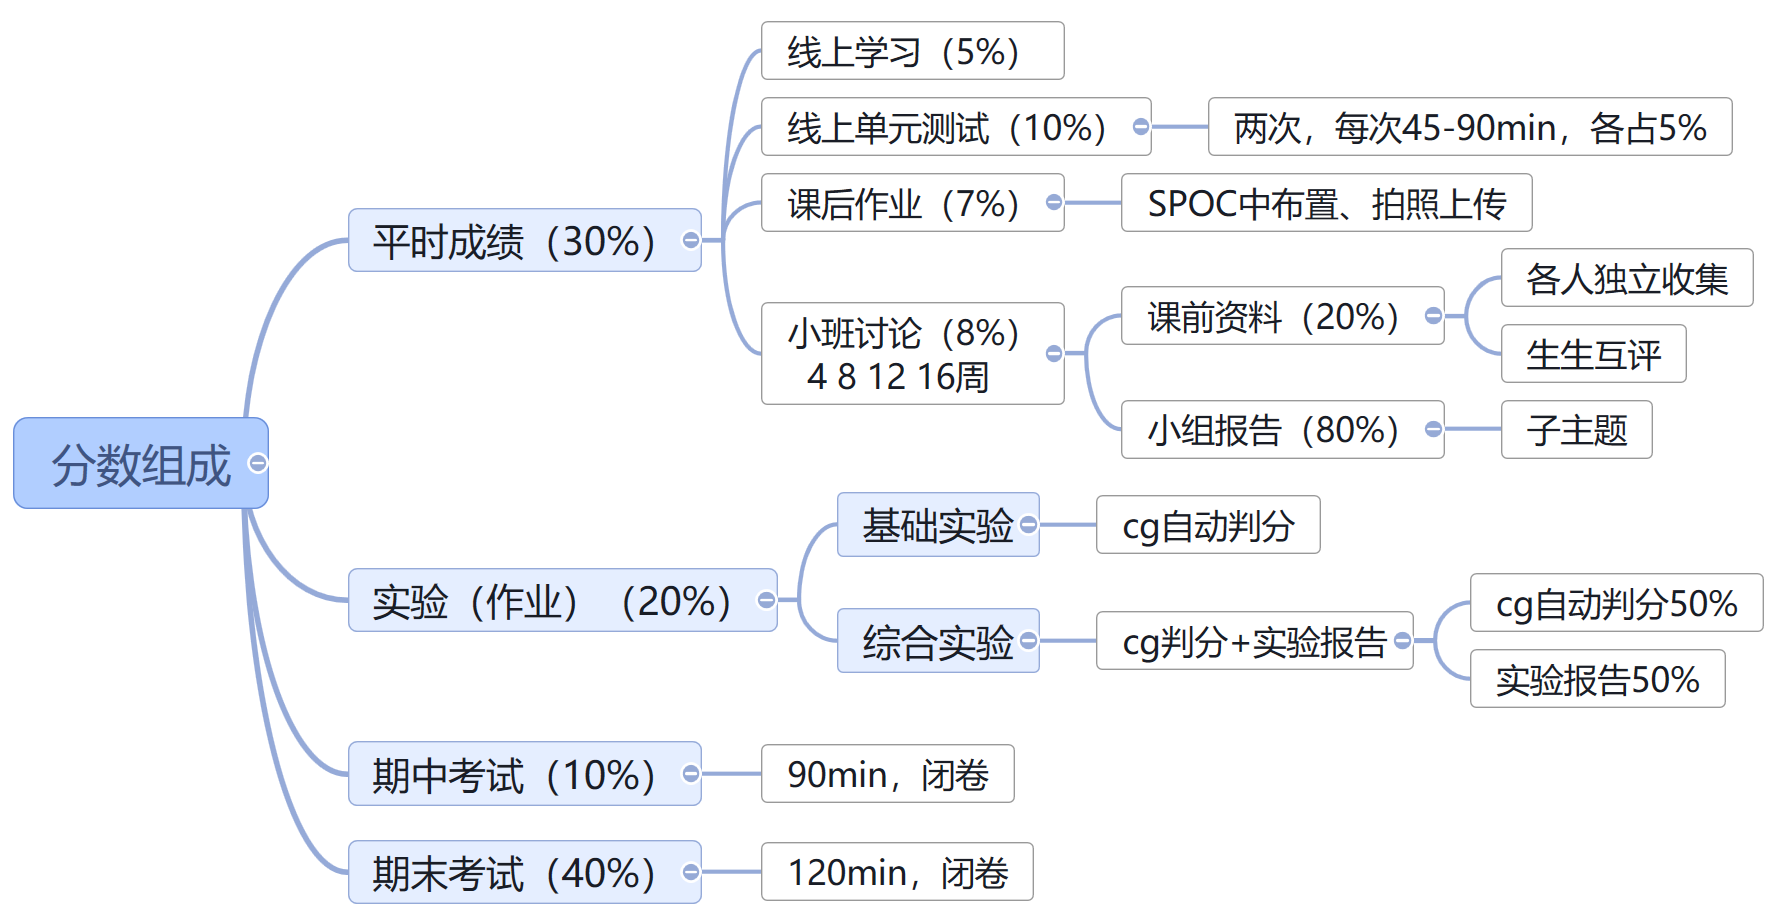 分数组成
平时成绩（30%）
线上学习（5%）
线上单元测试（10%）
两次，每次45-90min，各占5%
课后作业（7%）
SPOC中布置、拍照上传
小班讨论（8%）
4 8 12 16周
课前资料（20%）
各人独立收集
生生互评
小组报告（80%）
子主题
实验（作业）（20%）
基础实验
cg自动判分
综合实验
cg判分+实验报告
cg自动判分50%
实验报告50%
期中考试（10%）
90min，闭卷
期末考试（40%）
120min，闭卷